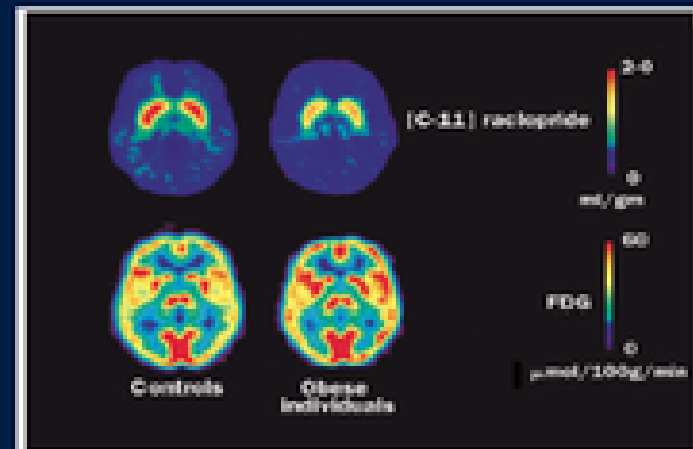 2-0
[C-11] raclopride
0
ml/gm
60
FDG
0
μmol/100g/min
Controls
Obese
individuals